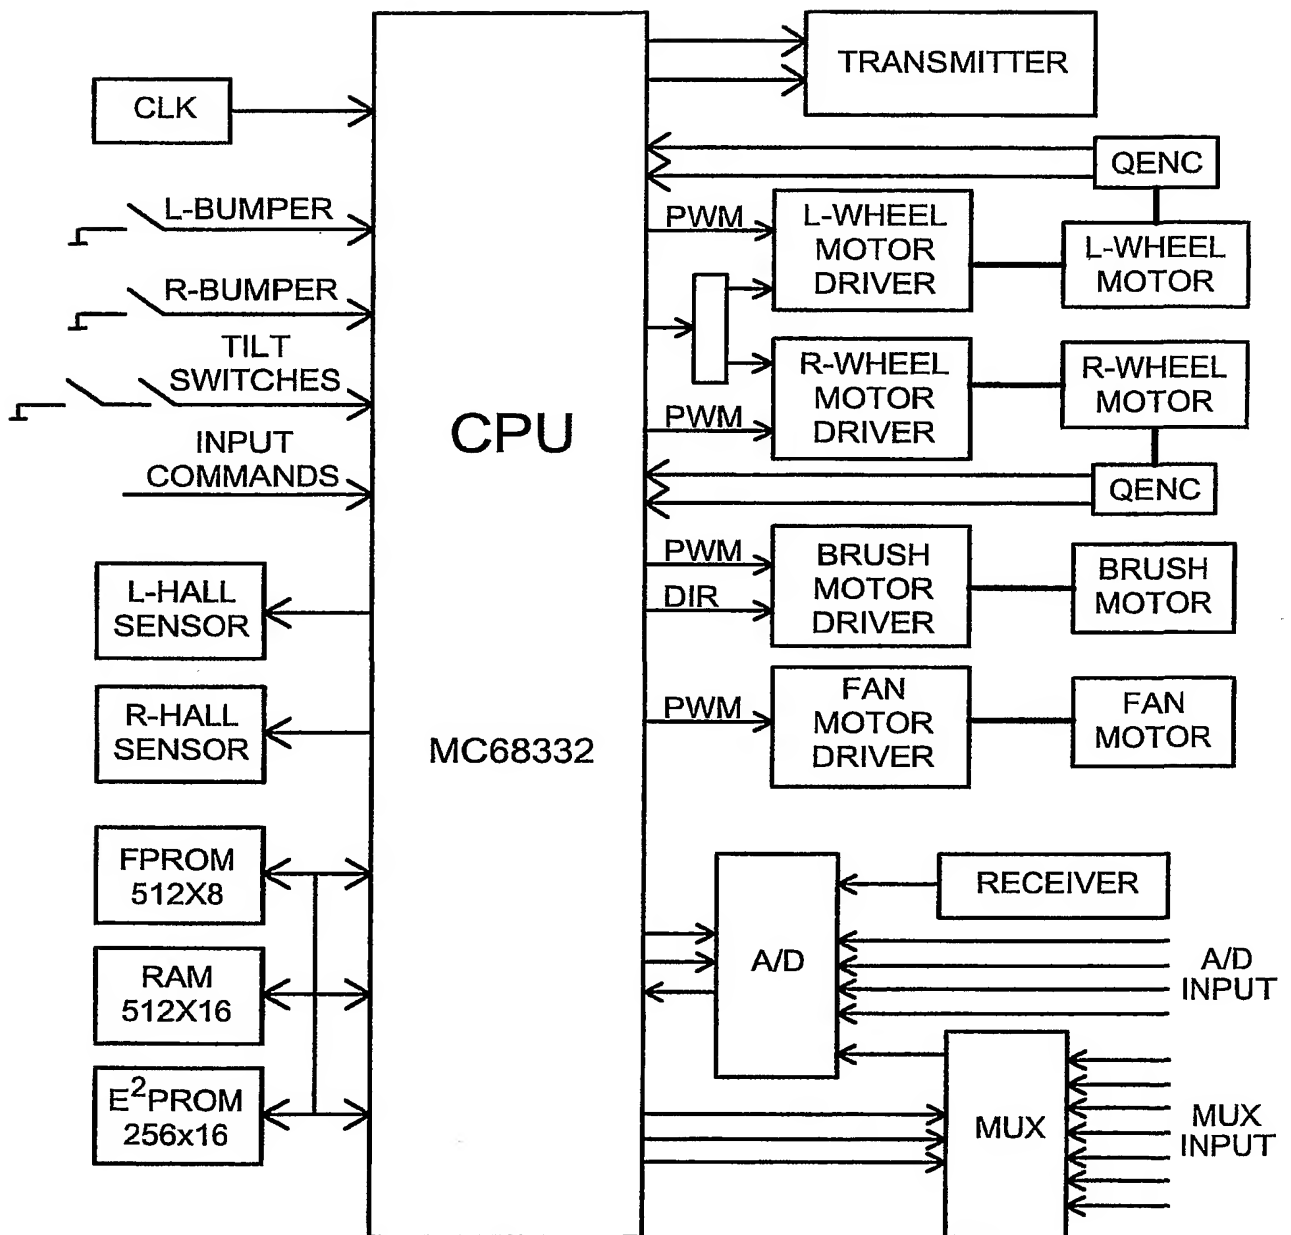 CLK
L-BUMPER
R-BUMPER
TILT
SWITCHES
INPUT
COMMANDS
L-HALL
SENSOR
R-HALL
SENSOR
FPROM
512X8
RAM
512X16
E²PROM
256x16
CPU
MC68332
TRANSMITTER
QENC
PWM
L-WHEEL
MOTOR
DRIVER
L-WHEEL
MOTOR
R-WHEEL
MOTOR
DRIVER
R-WHEEL
MOTOR
PWM
QENC
PWM
DIR
BRUSH
MOTOR
DRIVER
BRUSH
MOTOR
PWM
FAN
MOTOR
DRIVER
FAN
MOTOR
RECEIVER
A/D
A/D
INPUT
MUX
MUX
INPUT